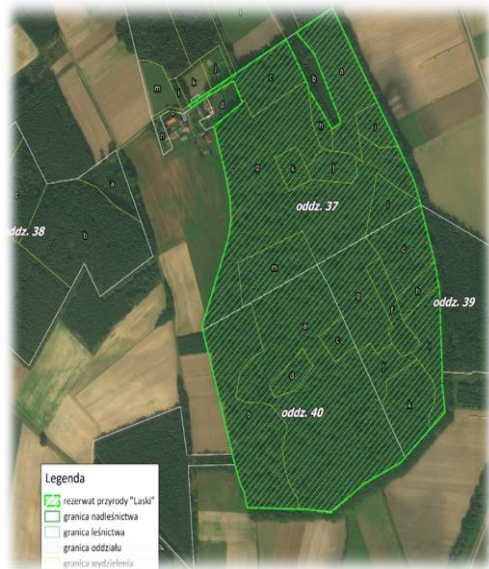 oddz. 37
oddz. 38
oddz. 39
oddz. 40
m
k
j
l
d
c
b
a
a
b
m
d
c
b
k
Legenda
rezerwat przyrody "Laski"
granica nadleśnictwa
granica leśnictwa
granica oddziału
granica wydzielenia